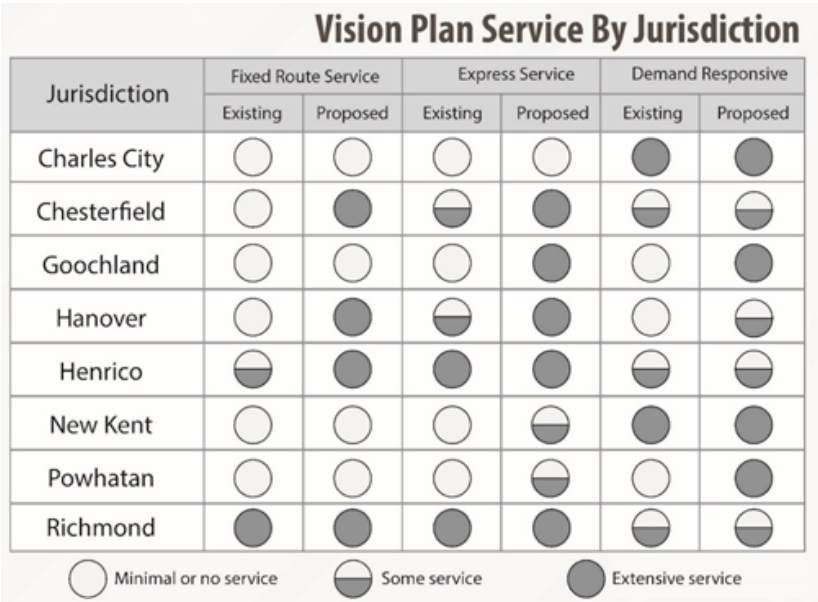 Vision Plan Service By Jurisdiction
Jurisdiction
Fixed Route Service Express Service Demand Responsive
Existing Proposed Existing Proposed Existing Proposed
Charles City
Chesterfield
Goochland
Hanover
Henrico
New Kent
Powhatan
Richmond
Minimal or no service Some service Extensive service